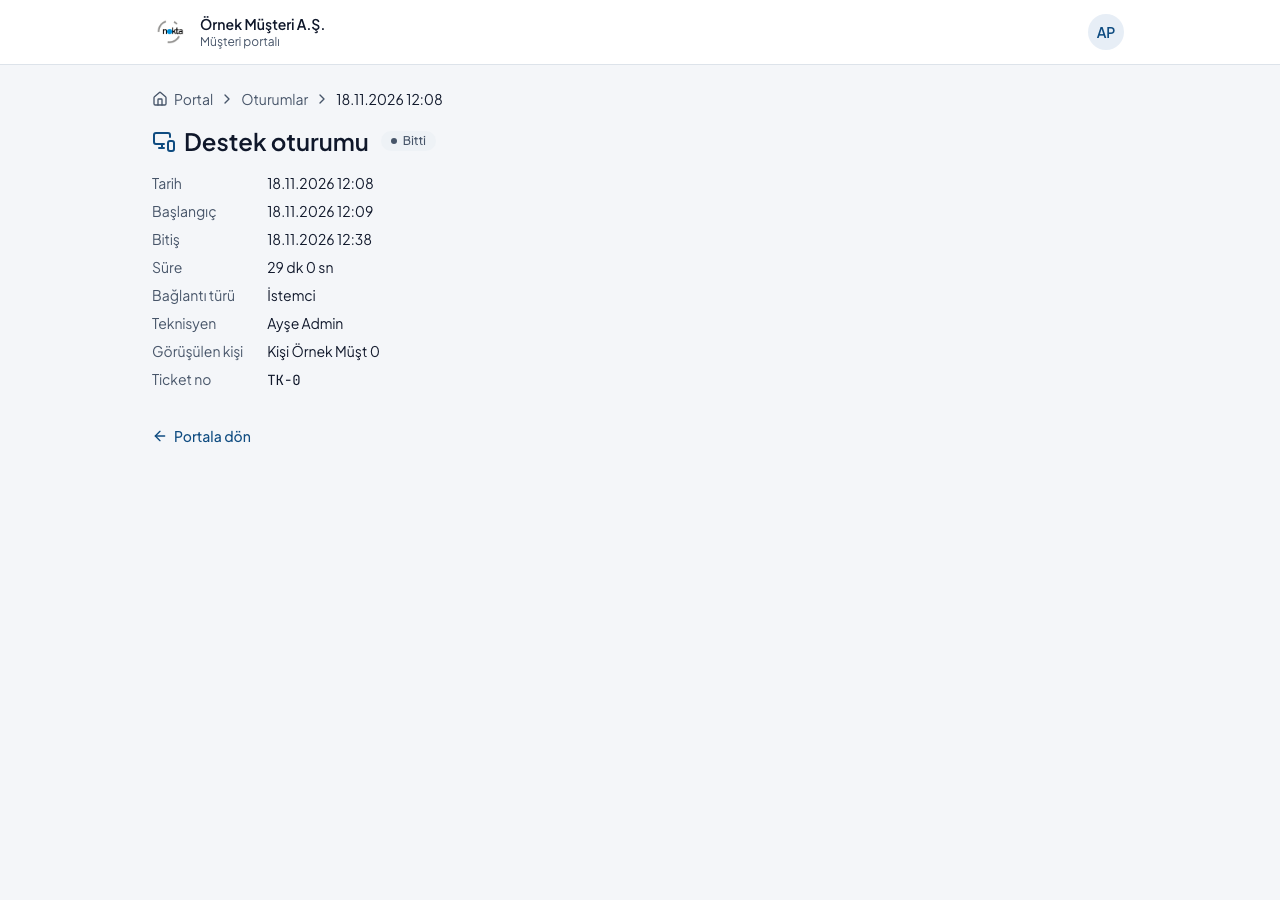 nokta
Örnek Müşteri A.Ş.
Müşteri portalı
AP
Portal > Oturumlar > 18.11.2026 12:08
Destek oturumu
Bitti
Tarih 18.11.2026 12:08
Başlangıç 18.11.2026 12:09
Bitiş 18.11.2026 12:38
Süre 29 dk 0 sn
Bağlantı türü İstemci
Teknisyen Ayşe Admin
Görüşülen kişi Kişi Örnek Müşt 0
Ticket no TK-0
Portala dön